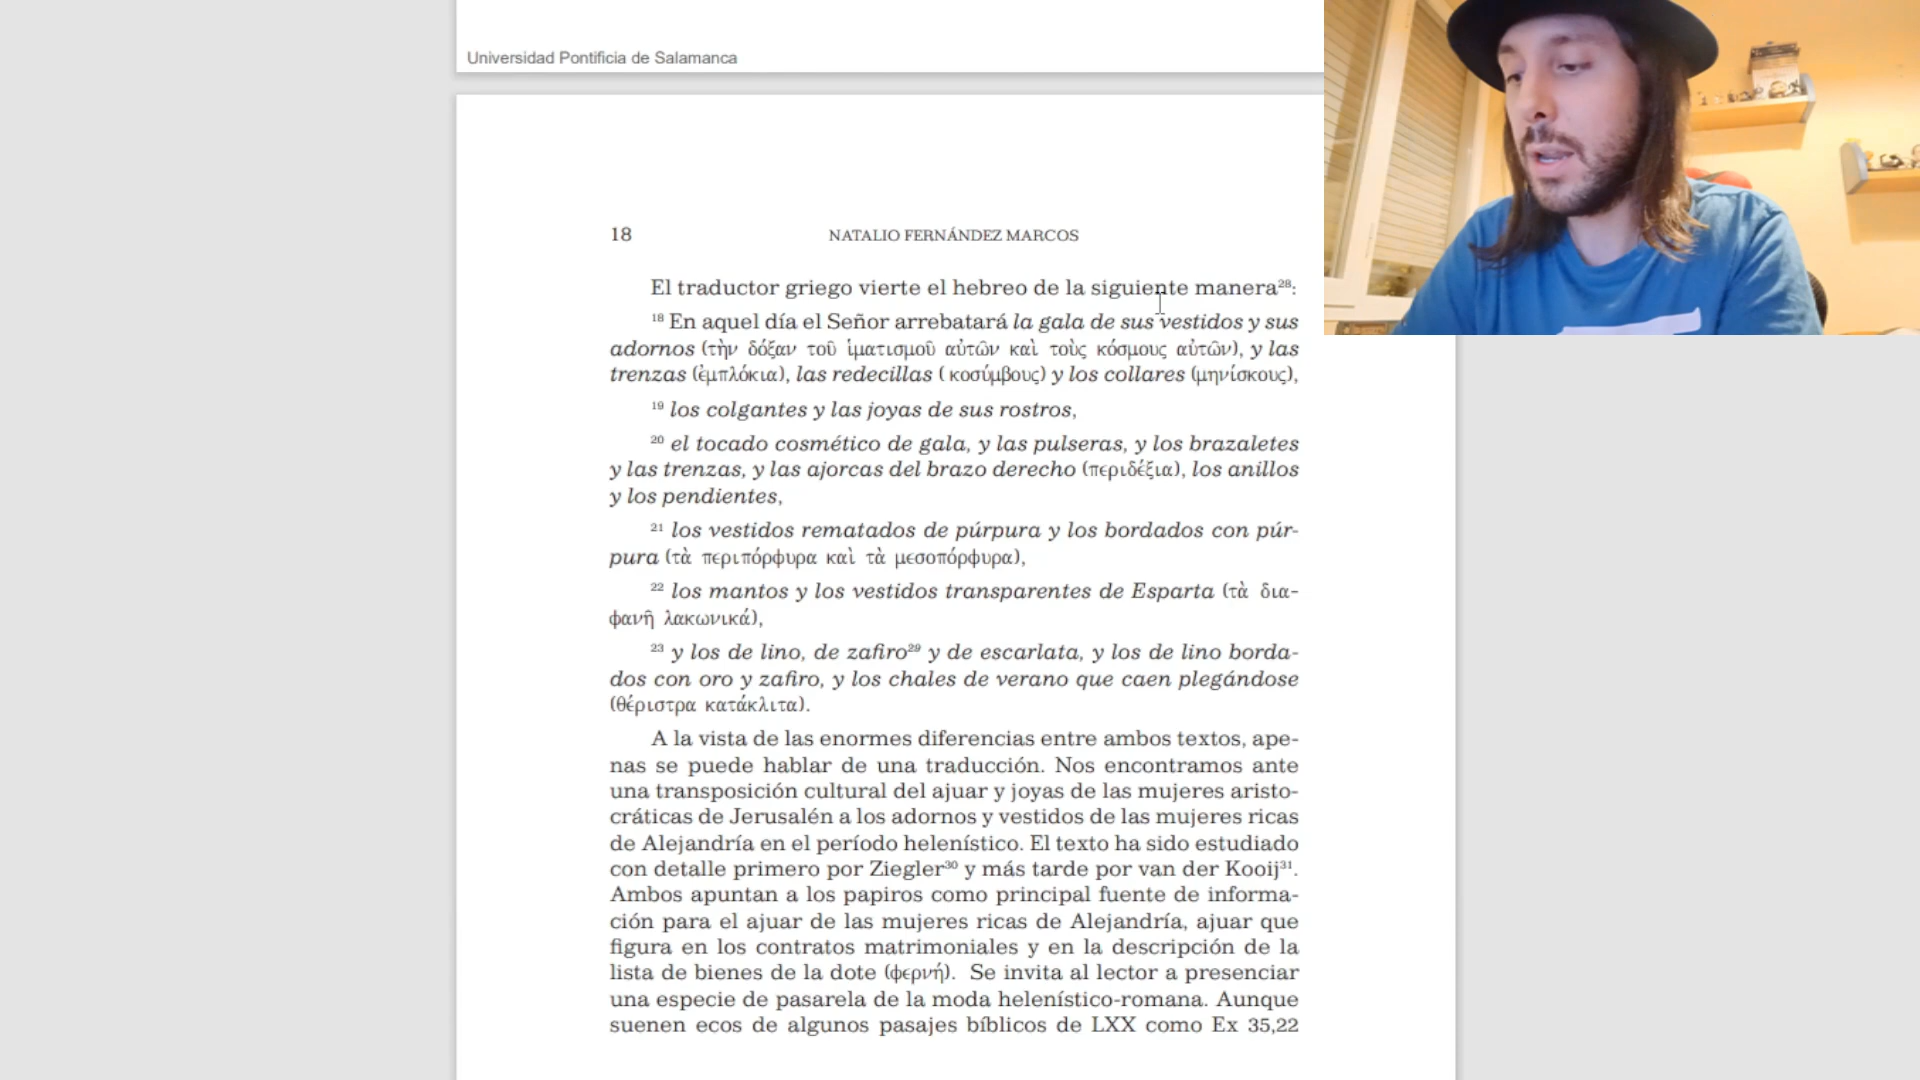 Universidad Pontificia de Salamanca
18 NATALIO FERNÁNDEZ MARCOS
El traductor griego vierte el hebreo de la siguiente manera²⁸:
¹⁸ En aquel día el Señor arrebatará la gala de sus vestidos y sus
adornos (τὴν δόξαν τοῦ ἱματισμοῦ αὐτῶν καὶ τοὺς κόσμους αὐτῶν), y las
trenzas (ἐμπλόκια), las redecillas ( κοσύμβους) y los collares (μηνίσκους),
¹⁹ los colgantes y las joyas de sus rostros,
²⁰ el tocado cosmético de gala, y las pulseras, y los brazaletes
y las trenzas, y las ajorcas del brazo derecho (περιδέξια), los anillos
y los pendientes,
²¹ los vestidos rematados de púrpura y los bordados con púr-
pura (τὰ περιπόρφυρα καὶ τὰ μεσοπόρφυρα),
²² los mantos y los vestidos transparentes de Esparta (τὰ δια-
φανῆ λακωνικά),
²³ y los de lino, de zafiro²⁹ y de escarlata, y los de lino borda-
dos con oro y zafiro, y los chales de verano que caen plegándose
(θέριστρα κατάκλιτα).
A la vista de las enormes diferencias entre ambos textos, ape-
nas se puede hablar de una traducción. Nos encontramos ante
una transposición cultural del ajuar y joyas de las mujeres aristo-
cráticas de Jerusalén a los adornos y vestidos de las mujeres ricas
de Alejandría en el período helenístico. El texto ha sido estudiado
con detalle primero por Ziegler³⁰ y más tarde por van der Kooij³¹.
Ambos apuntan a los papiros como principal fuente de informa-
ción para el ajuar de las mujeres ricas de Alejandría, ajuar que
figura en los contratos matrimoniales y en la descripción de la
lista de bienes de la dote (φερνή). Se invita al lector a presenciar
una especie de pasarela de la moda helenístico-romana. Aunque
suenen ecos de algunos pasajes bíblicos de LXX como Ex 35,22